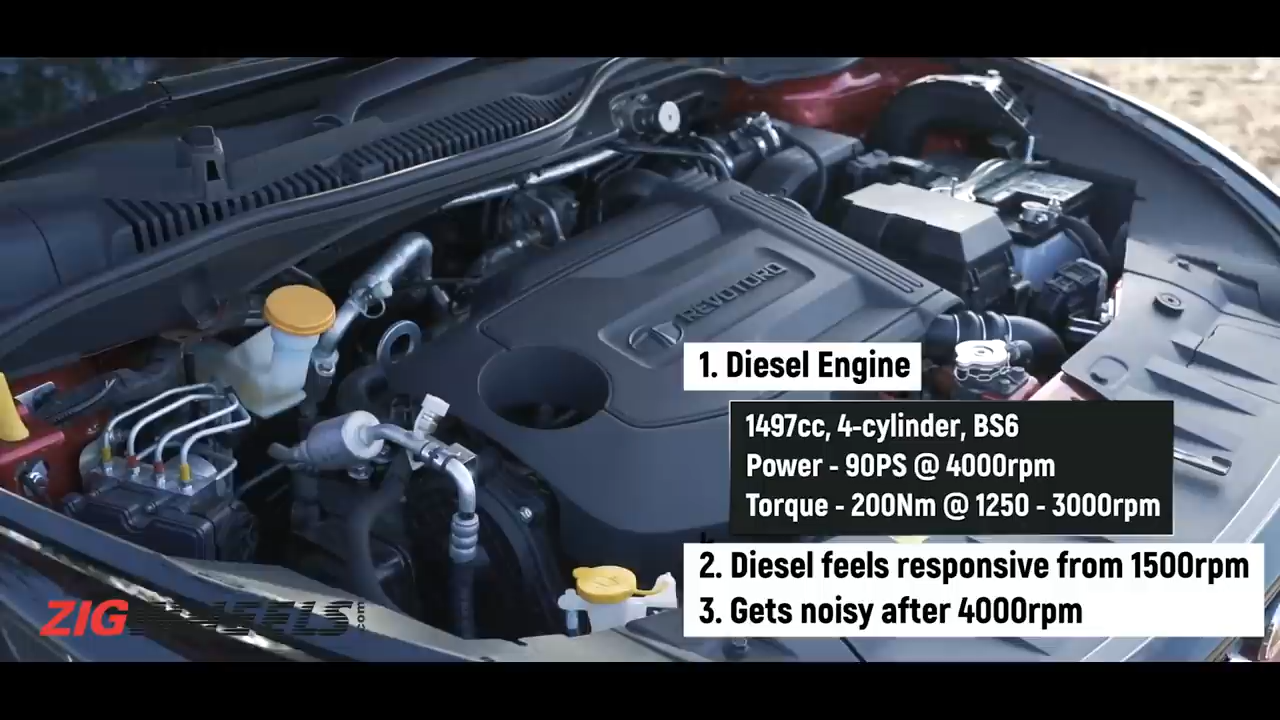 REVOTORQ
1. Diesel Engine
1497cc, 4-cylinder, BS6
Power - 90PS @ 4000rpm
Torque - 200Nm @ 1250 - 3000rpm
2. Diesel feels responsive from 1500rpm
3. Gets noisy after 4000rpm
ZIGWHEELS.com